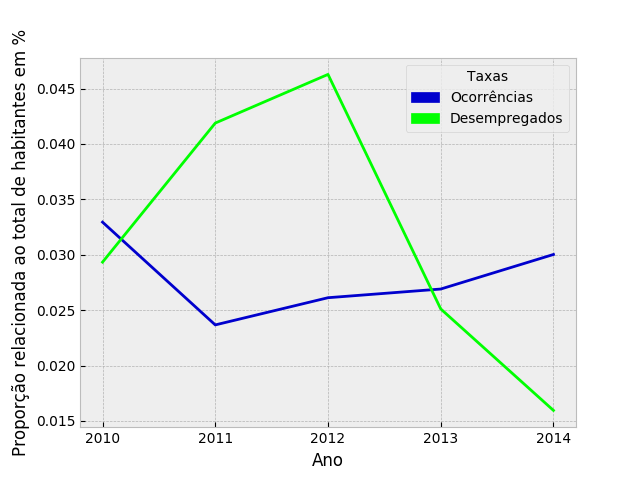 Proporção relacionada ao total de habitantes em %
0.045
0.040
0.035
0.030
0.025
0.020
0.015
Taxas
Ocorrências
Desempregados
2010 2011 2012 2013 2014
Ano